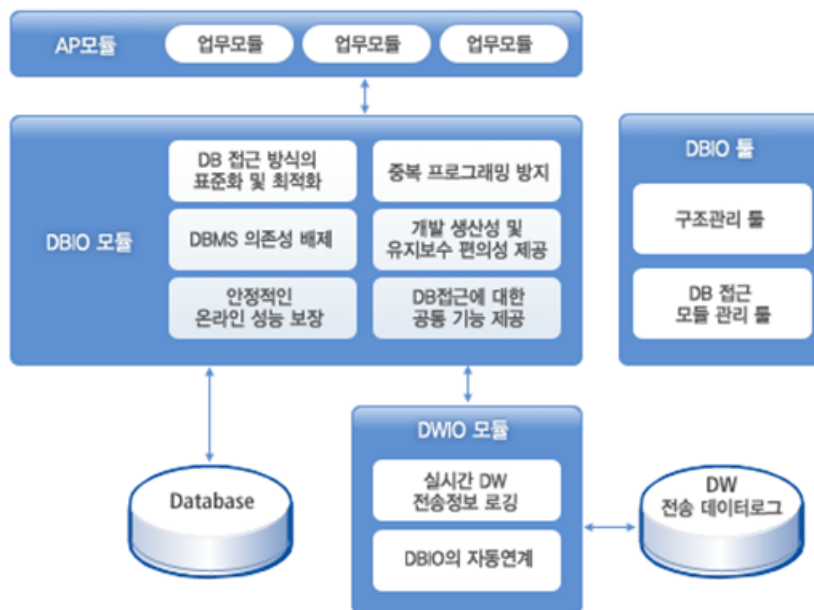 AP모듈
업무모듈
업무모듈
업무모듈
DBIO 모듈
DB 접근 방식의
표준화 및 최적화
중복 프로그래밍 방지
DBMS 의존성 배제
개발 생산성 및
유지보수 편의성 제공
안정적인
온라인 성능 보장
DB접근에 대한
공통 기능 제공
DBIO 툴
구조관리 툴
DB 접근
모듈 관리 툴
DWIO 모듈
실시간 DW
전송정보 로깅
DBIO의 자동연계
Database
DW
전송 데이터로그